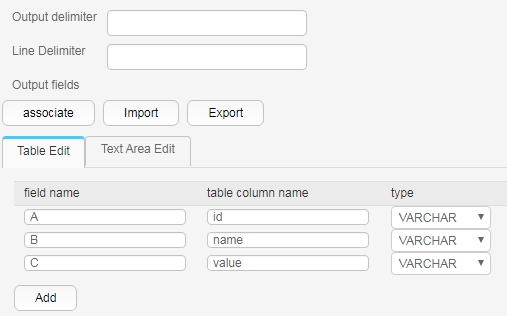 Output delimiter
Line Delimiter
Output fields
associate Import Export
Table Edit Text Area Edit
field name table column name type
A id VARCHAR
B name VARCHAR
C value VARCHAR
Add